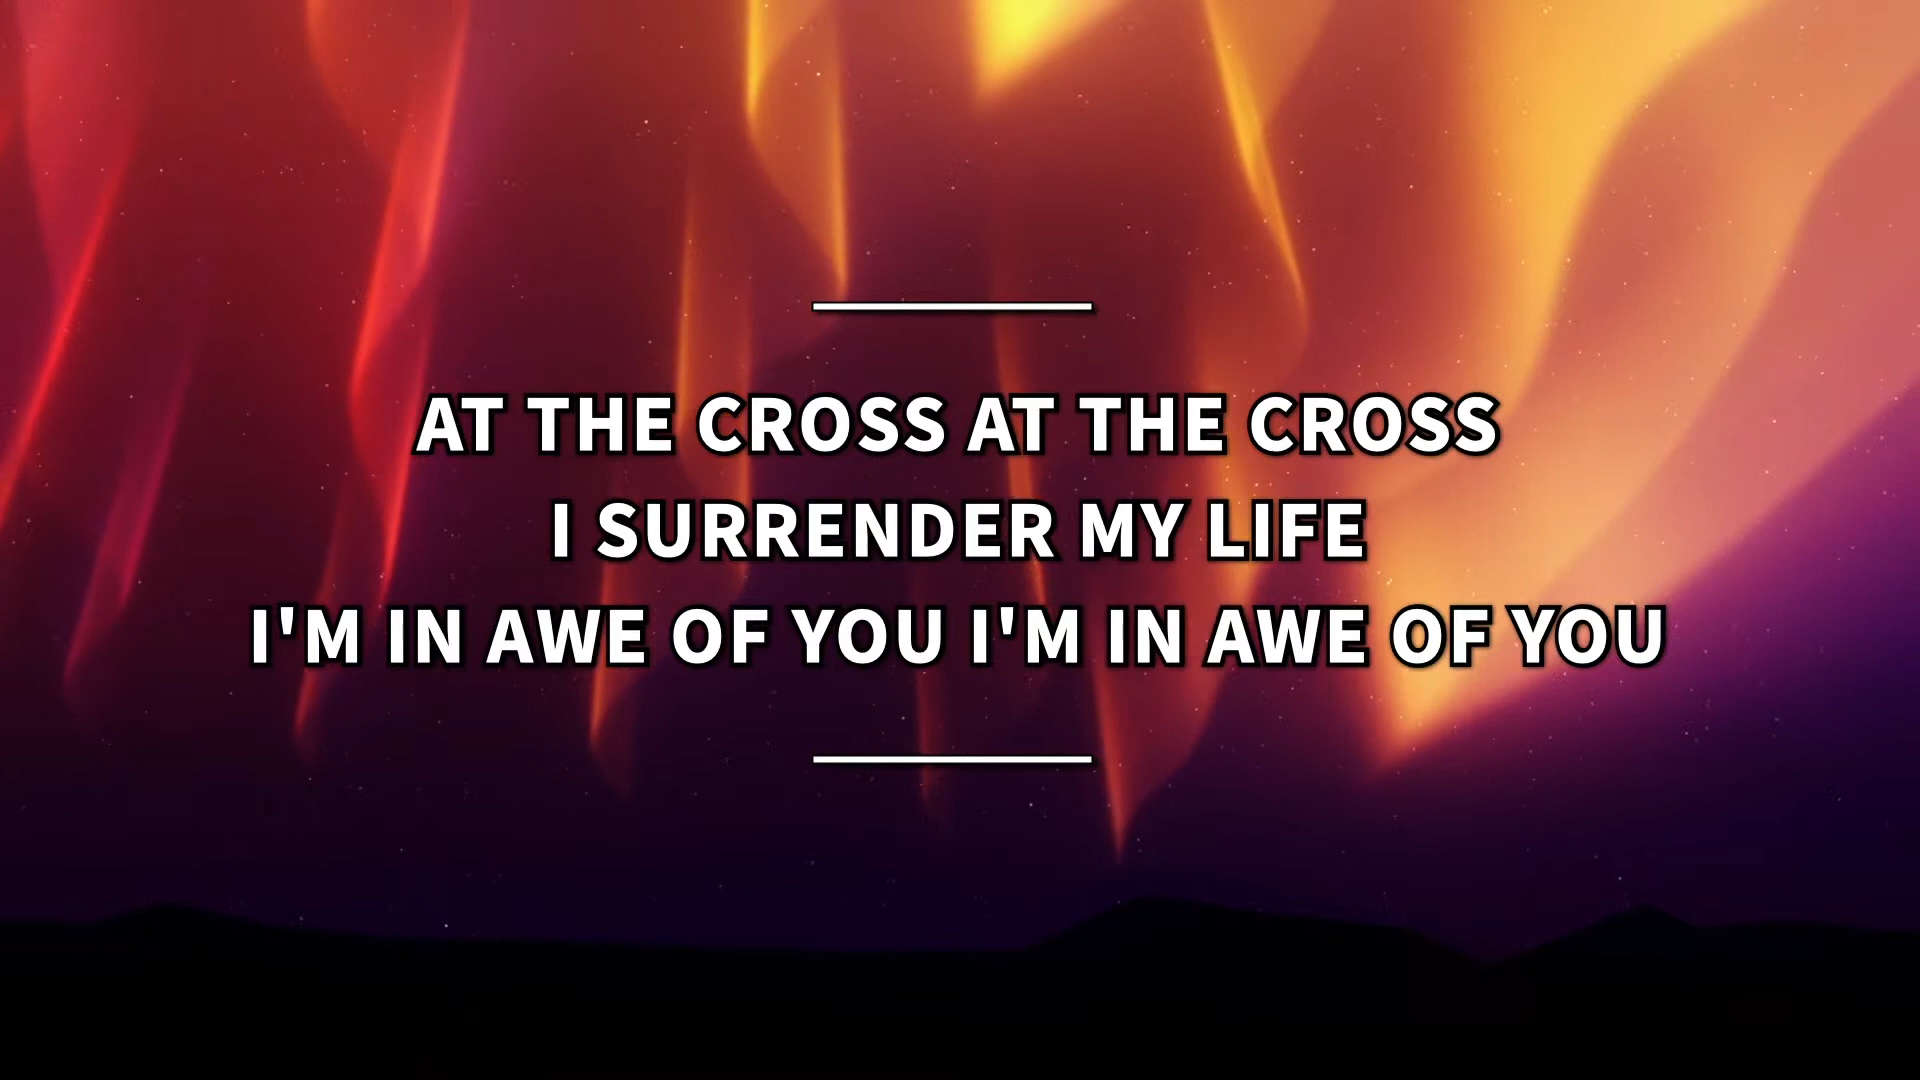 AT THE CROSS AT THE CROSS
I SURRENDER MY LIFE
I'M IN AWE OF YOU I'M IN AWE OF YOU